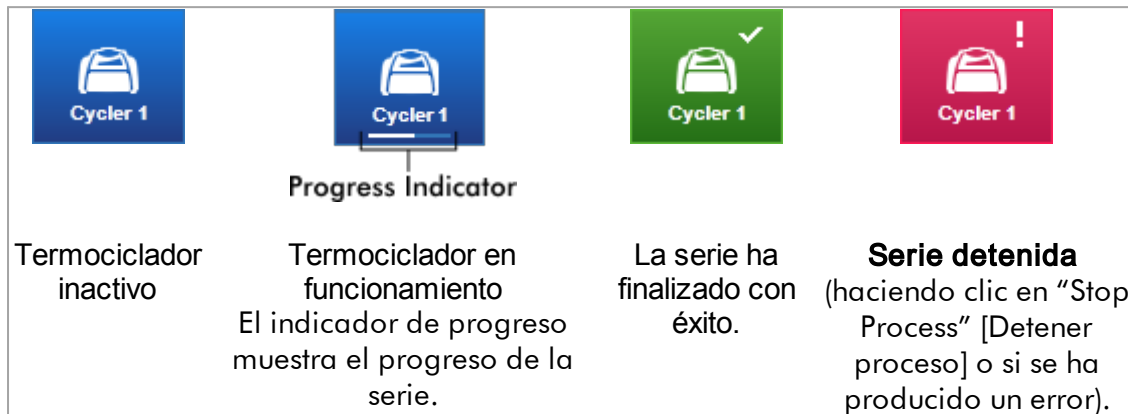 Cycler 1
Cycler 1
Cycler 1
Cycler 1
Progress Indicator
Termociclador
inactivo
Termociclador en
funcionamiento
El indicador de progreso
muestra el progreso de la
serie.
La serie ha
finalizado con
éxito.
Serie detenida
(haciendo clic en “Stop
Process” [Detener
proceso] o si se ha
producido un error).